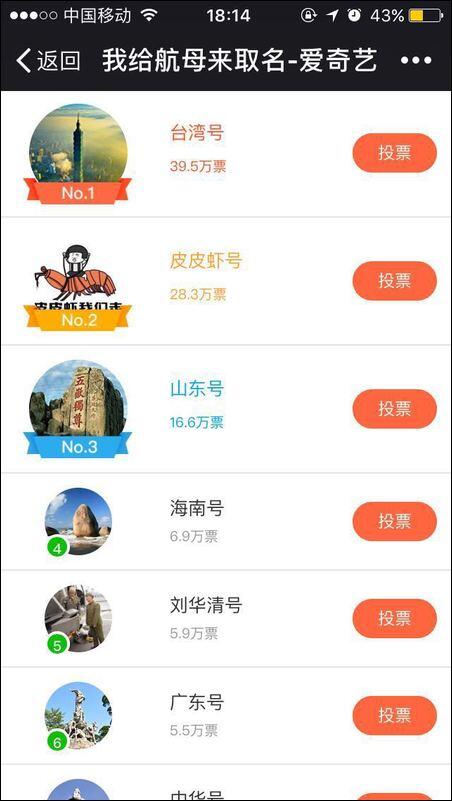 中国移动 18:14 43%
返回 我给航母来取名-爱奇艺
台湾号
39.5万票
投票
No.1
皮皮虾号
28.3万票
投票
皮皮虾我们走
No.2
五嶽獨尊
山东号
16.6万票
投票
No.3
海南号
6.9万票
投票
4
刘华清号
5.9万票
投票
5
广东号
5.5万票
投票
6
中华号